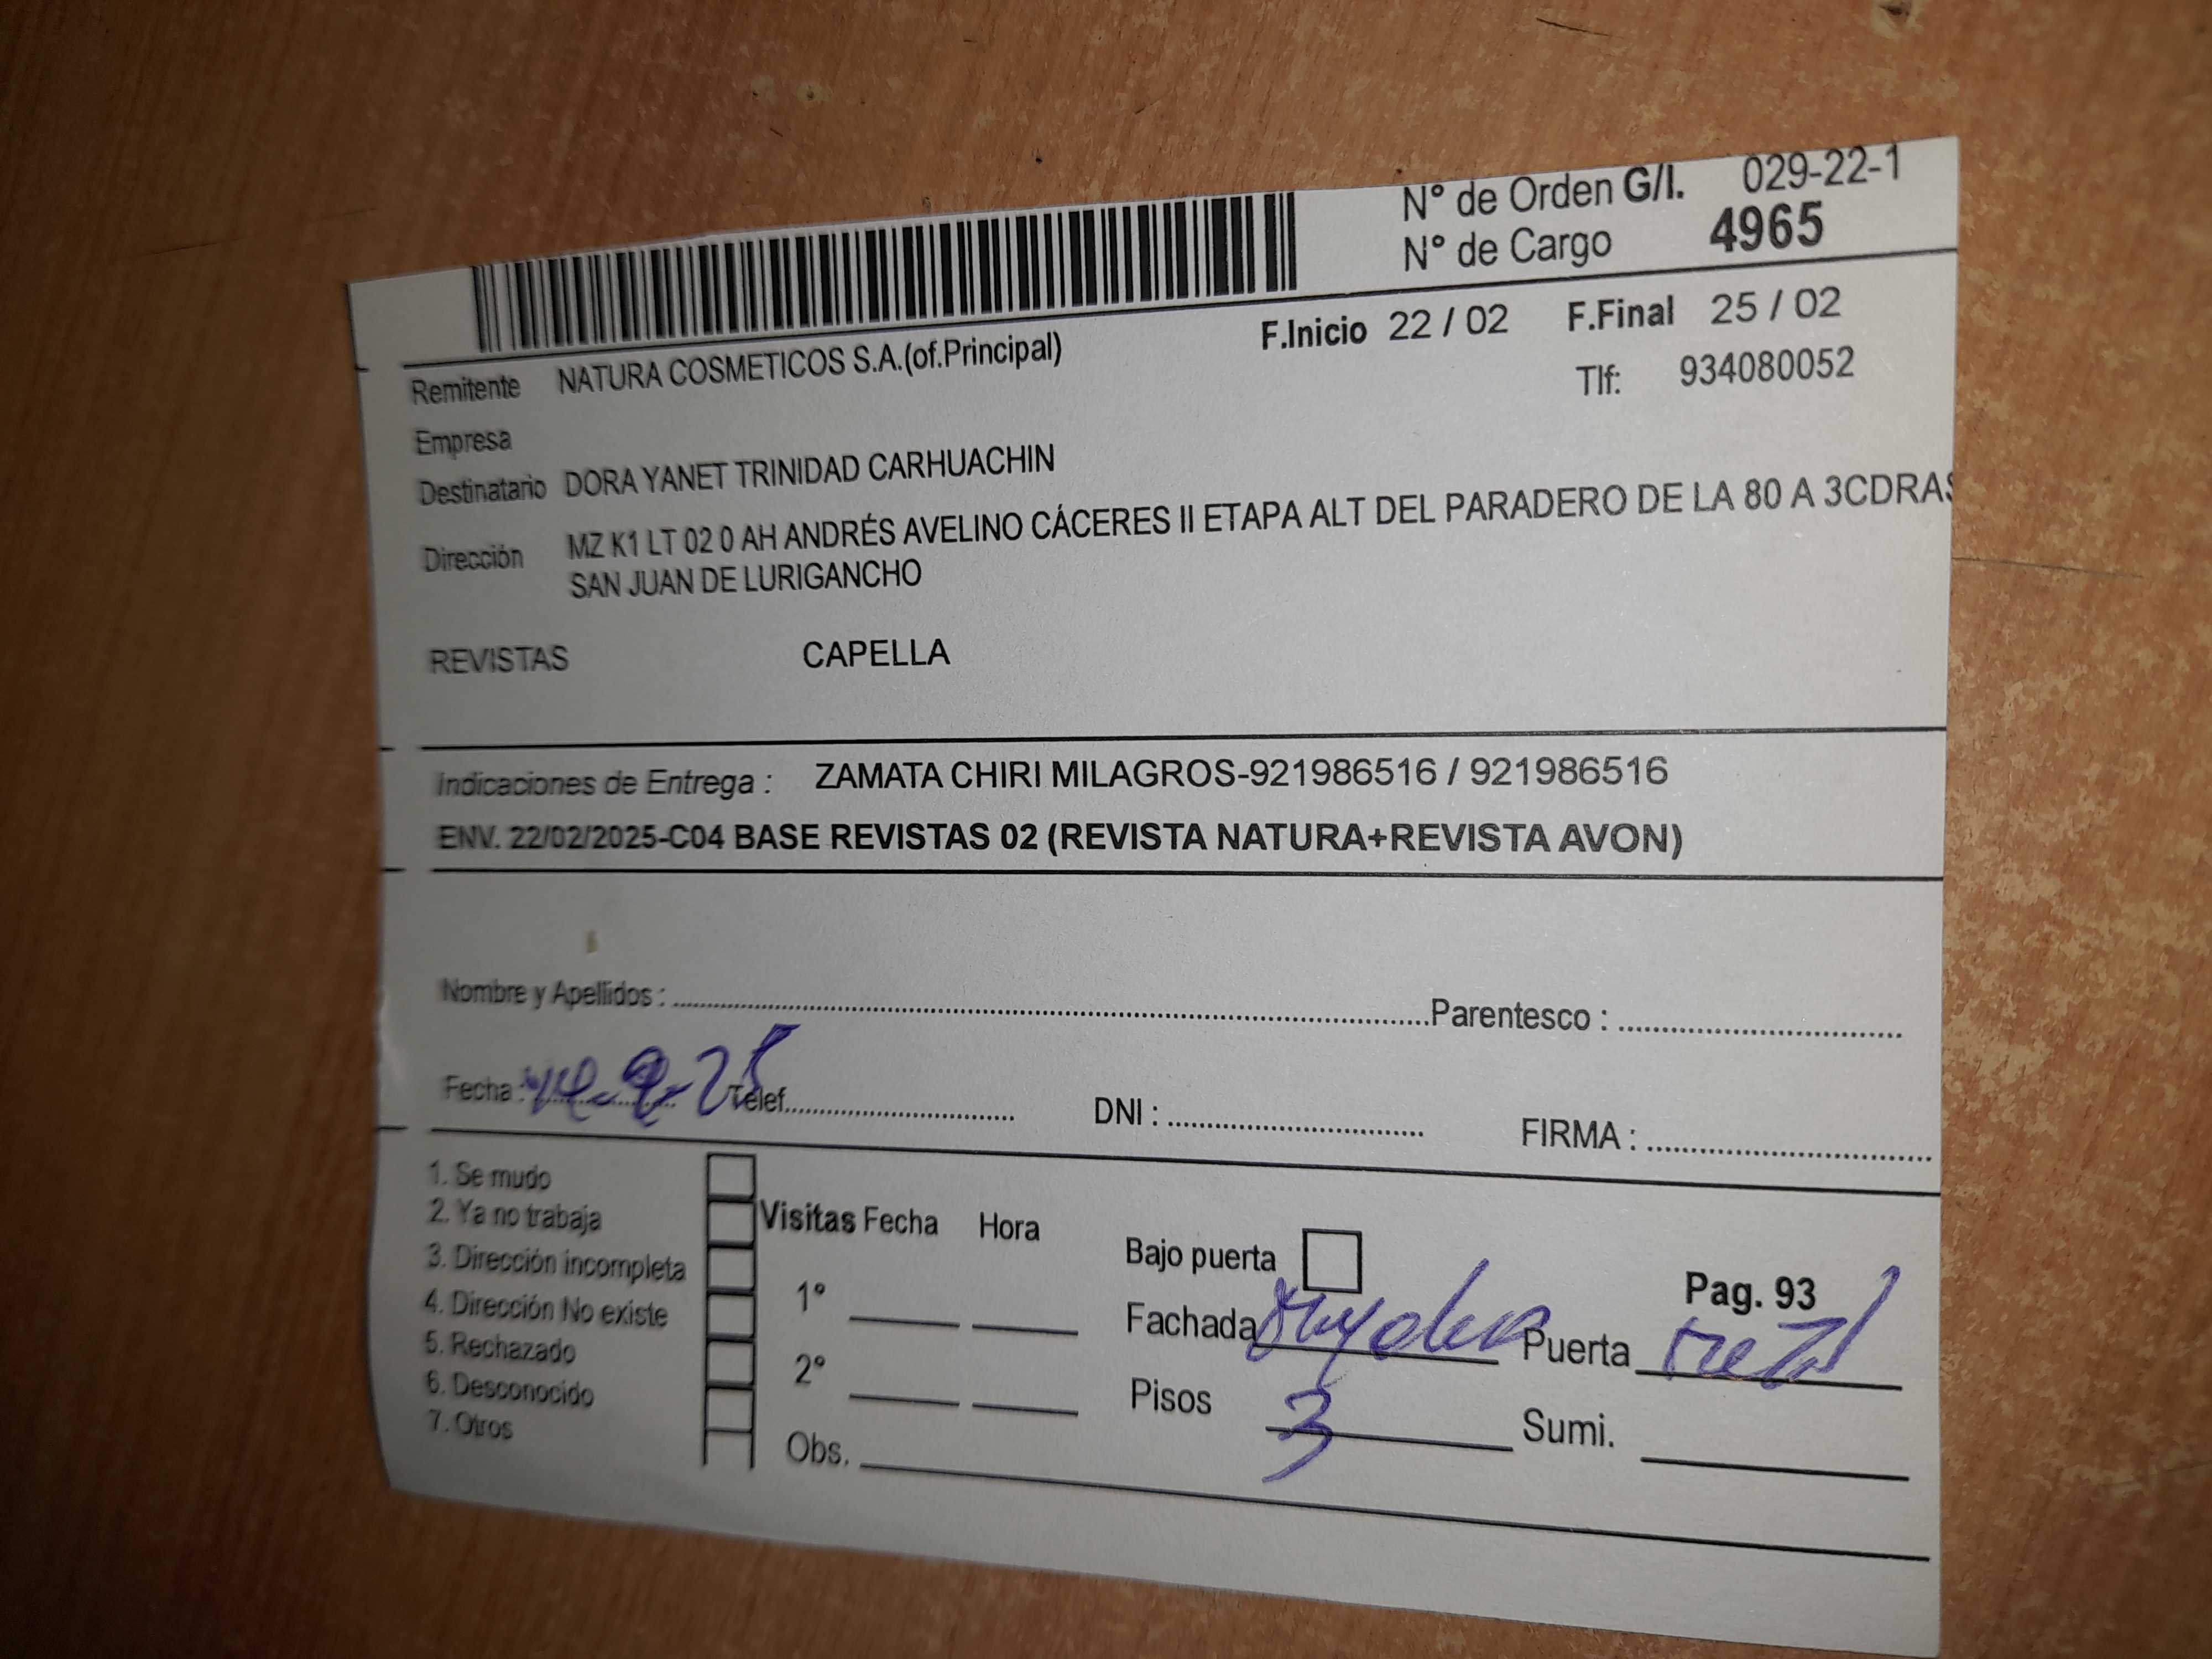 Nº de Orden G/I. 029-22-1
Nº de Cargo 4965
F.Inicio 22 / 02 F.Final 25 / 02
Remitente NATURA COSMETICOS S.A.(of.Principal)
Tlf: 934080052
Empresa
Destinatario DORA YANET TRINIDAD CARHUACHIN
Dirección MZ K1 LT 02 0 AH ANDRÉS AVELINO CÁCERES II ETAPA ALT DEL PARADERO DE LA 80 A 3CDRAS
SAN JUAN DE LURIGANCHO
REVISTAS CAPELLA
Indicaciones de Entrega : ZAMATA CHIRI MILAGROS-921986516 / 921986516
ENV. 22/02/2025-C04 BASE REVISTAS 02 (REVISTA NATURA+REVISTA AVON)
Nombre y Apellidos : Parentesco :
Fecha : Telef. DNI : FIRMA :
1. Se mudo
2. Ya no trabaja
3. Dirección incompleta
4. Dirección No existe
5. Rechazado
6. Desconocido
7. Otros
Visitas Fecha Hora
1º
2º
Obs.
Bajo puerta
Pag. 93
Fachada Puerta
Pisos 3 Sumi.